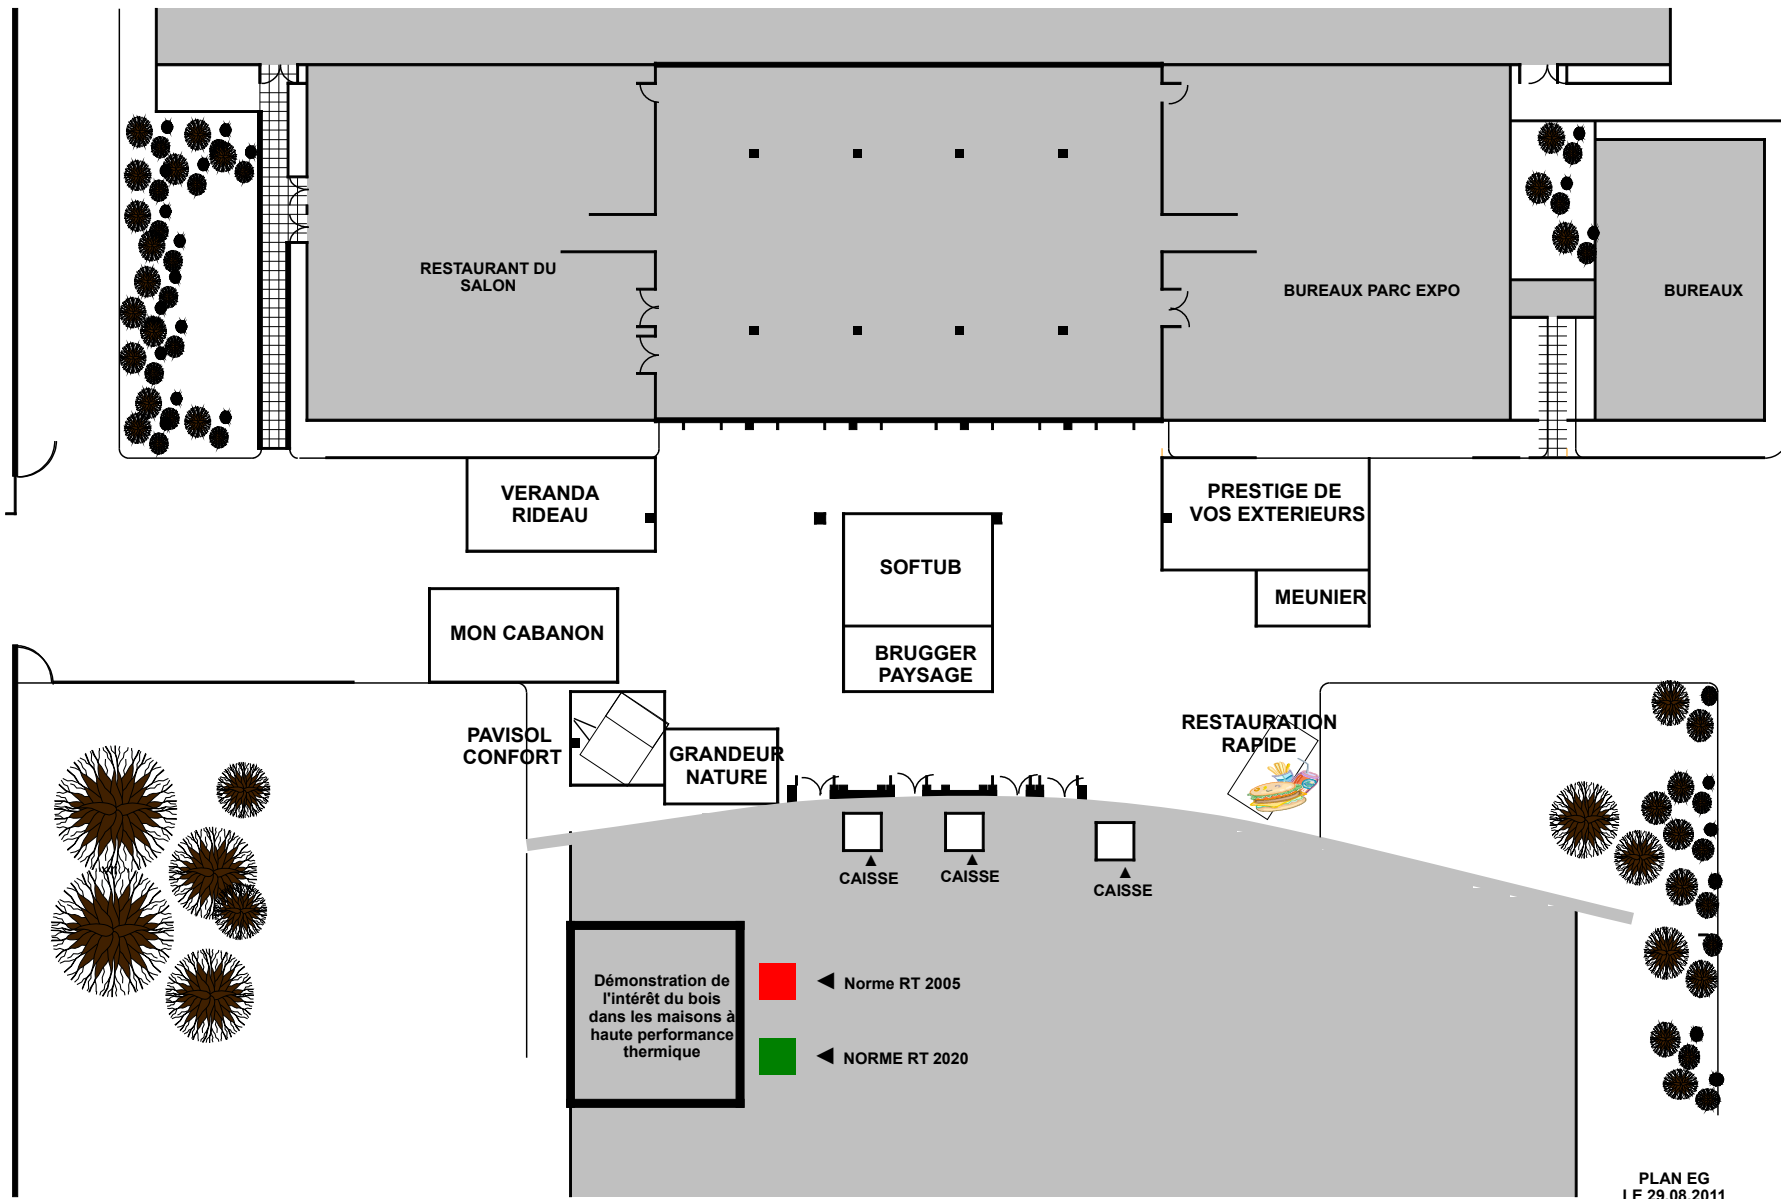 RESTAURANT DU
SALON
BUREAUX PARC EXPO
BUREAUX
VERANDA
RIDEAU
PRESTIGE DE
VOS EXTERIEURS
SOFTUB
MEUNIER
MON CABANON
BRUGGER
PAYSAGE
PAVISOL
CONFORT
GRANDEUR
NATURE
RESTAURATION
RAPIDE
CAISSE
CAISSE
CAISSE
Démonstration de
l'intérêt du bois
dans les maisons à
haute performance
thermique
Norme RT 2005
NORME RT 2020
PLAN EG
LE 29.08.2011